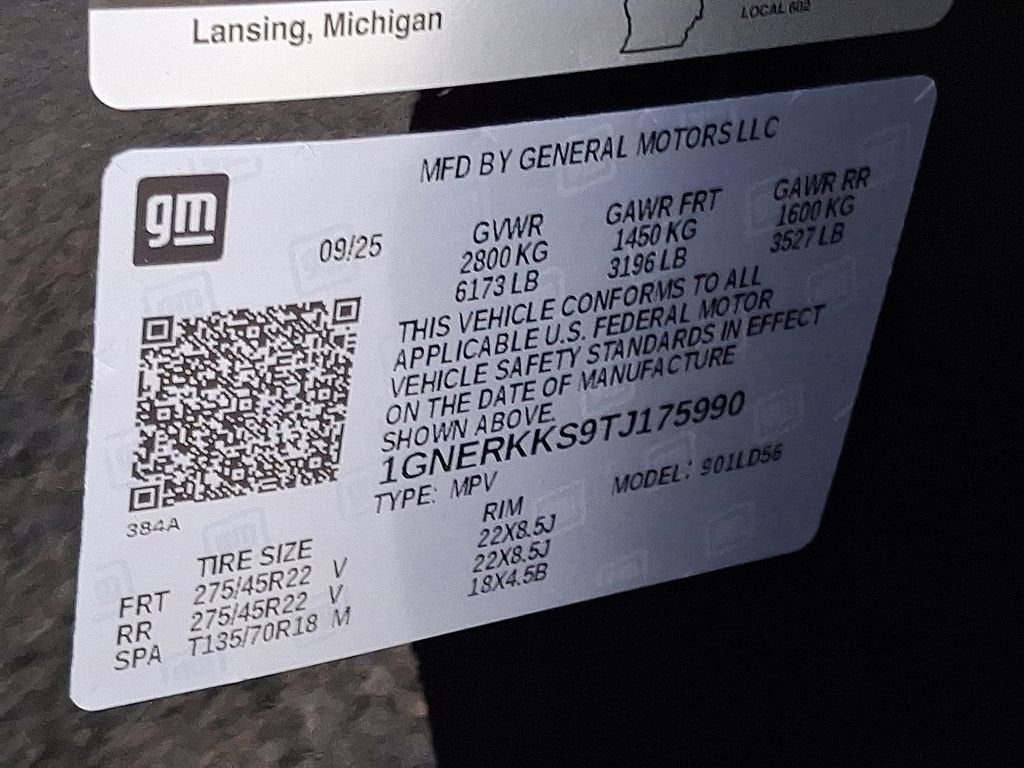 Lansing, Michigan
LOCAL 602
gm
MFD BY GENERAL MOTORS LLC
09/25
GVWR
2800 KG
6173 LB
GAWR FRT
1450 KG
3196 LB
GAWR RR
1600 KG
3527 LB
THIS VEHICLE CONFORMS TO ALL
APPLICABLE U.S. FEDERAL MOTOR
VEHICLE SAFETY STANDARDS IN EFFECT
ON THE DATE OF MANUFACTURE
SHOWN ABOVE.
1GNERKKS9TJ175990
TYPE: MPV
MODEL: 901LD56
384A
TIRE SIZE
RIM
FRT 275/45R22 V 22X8.5J
RR 275/45R22 V 22X8.5J
SPA T135/70R18 M 18X4.5B